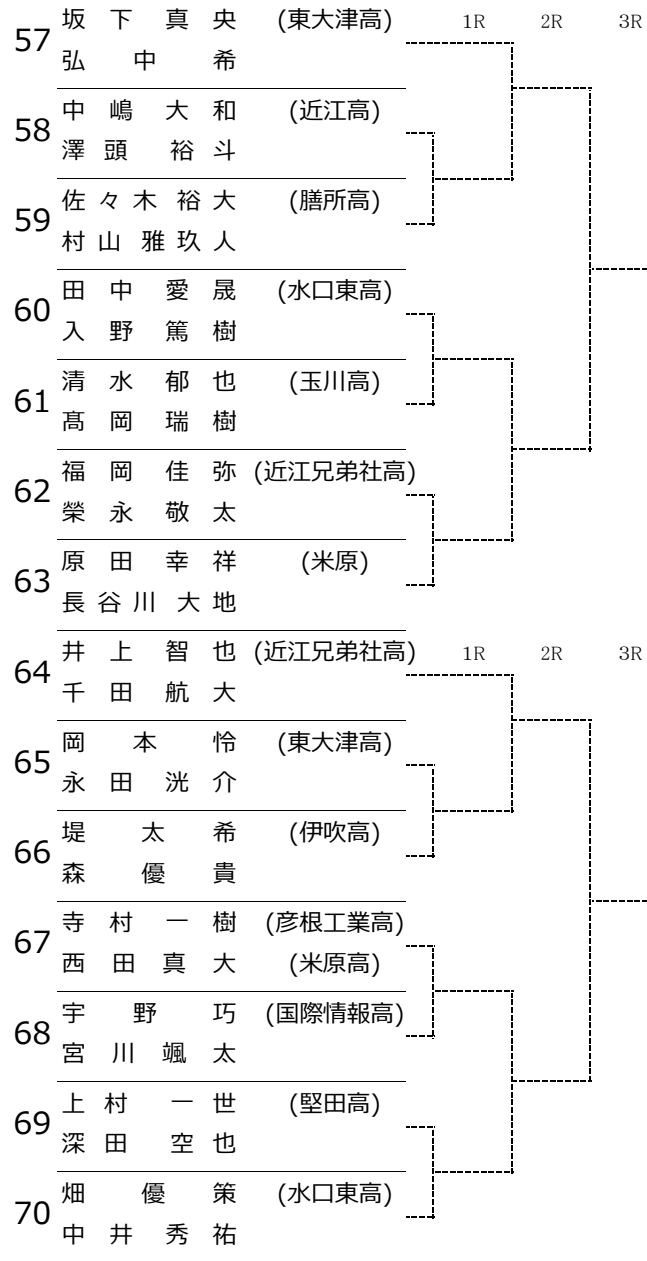 57 坂下真央 (東大津高) 1R 2R 3R
弘中希
58 中嶋大和 (近江高)
澤頭裕斗
59 佐々木裕大 (膳所高)
村山雅玖人
60 田中愛晟 (水口東高)
入野篤樹
61 清水郁也 (玉川高)
髙岡瑞樹
62 福岡佳弥 (近江兄弟社高)
榮永敬太
63 原田幸祥 (米原)
長谷川大地
64 井上智也 (近江兄弟社高) 1R 2R 3R
千田航大
65 岡本怜 (東大津高)
永田洸介
66 堤太希 (伊吹高)
森優貴
67 寺村一樹 (彦根工業高)
西田真大 (米原高)
68 宇野巧 (国際情報高)
宮川颯太
69 上村一世 (堅田高)
深田空也
70 畑優策 (水口東高)
中井秀祐